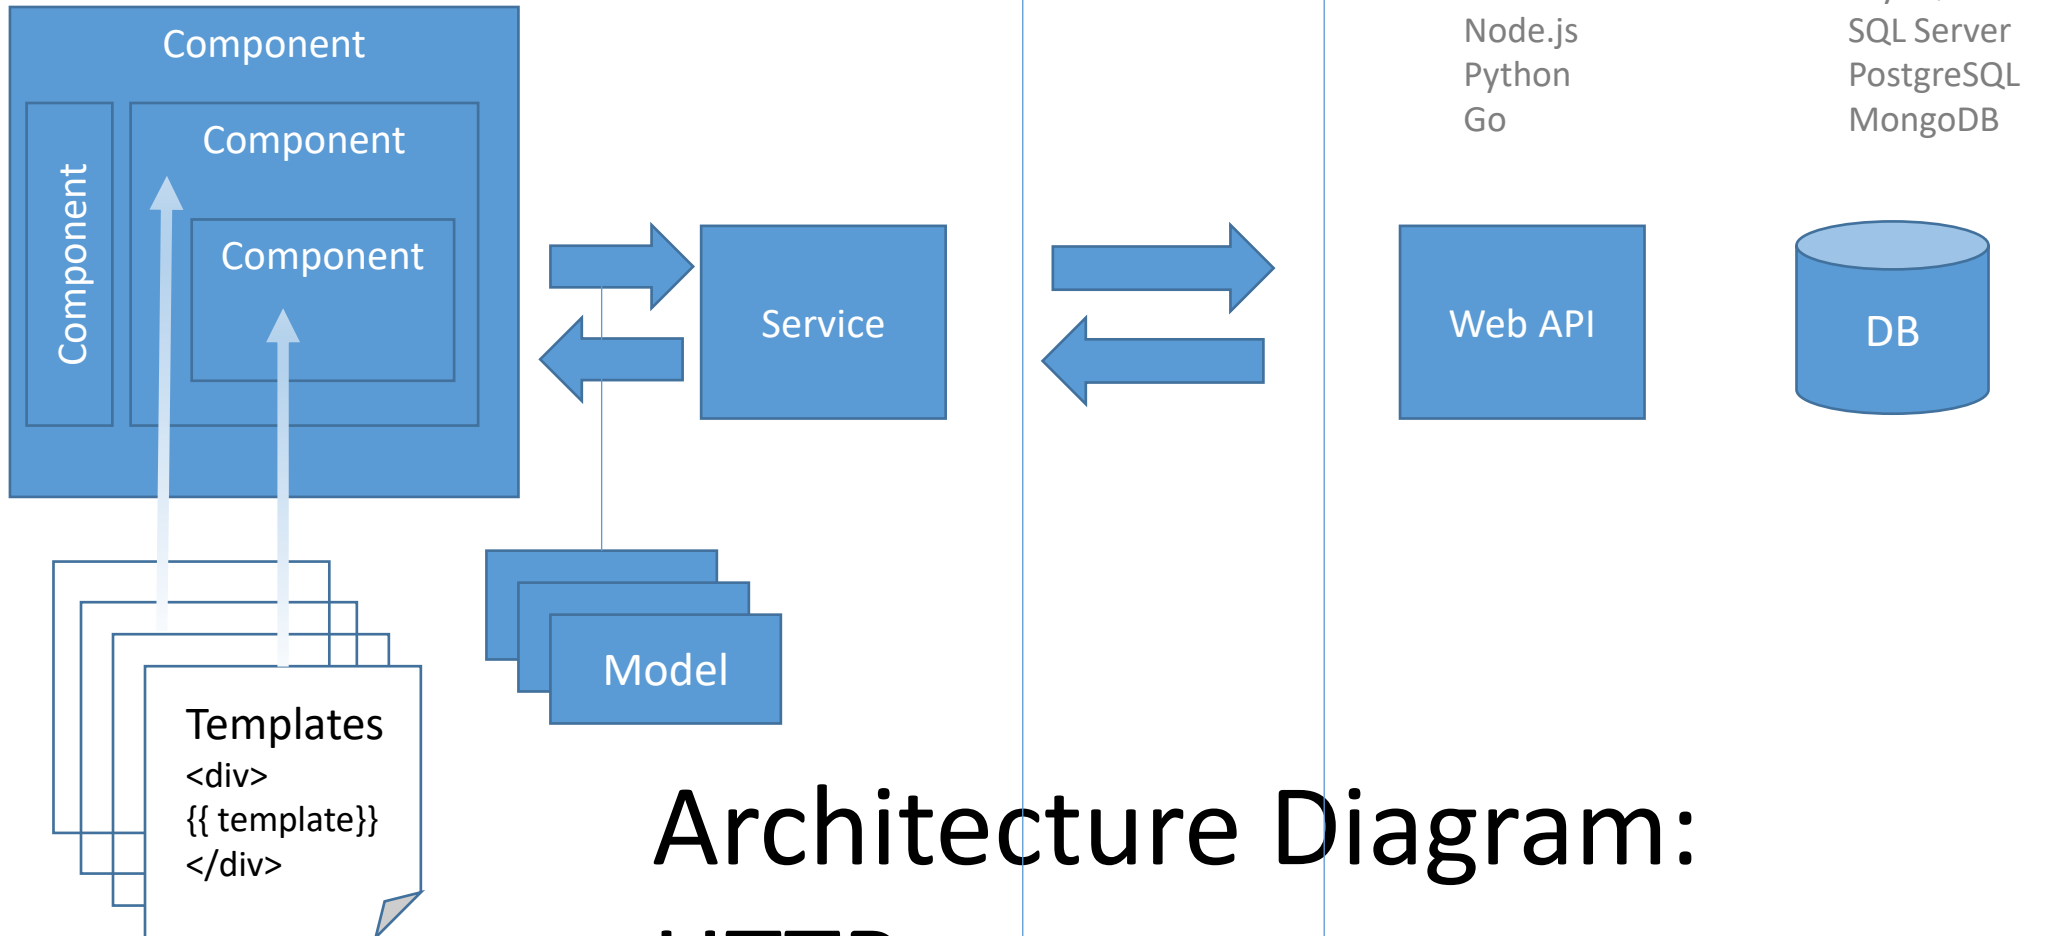 Component
Component
Component
Component
Service
Model
Templates
<div>
{{ template}}
</div>
Node.js
Python
Go
SQL Server
PostgreSQL
MongoDB
Web API
DB
Architecture Diagram: